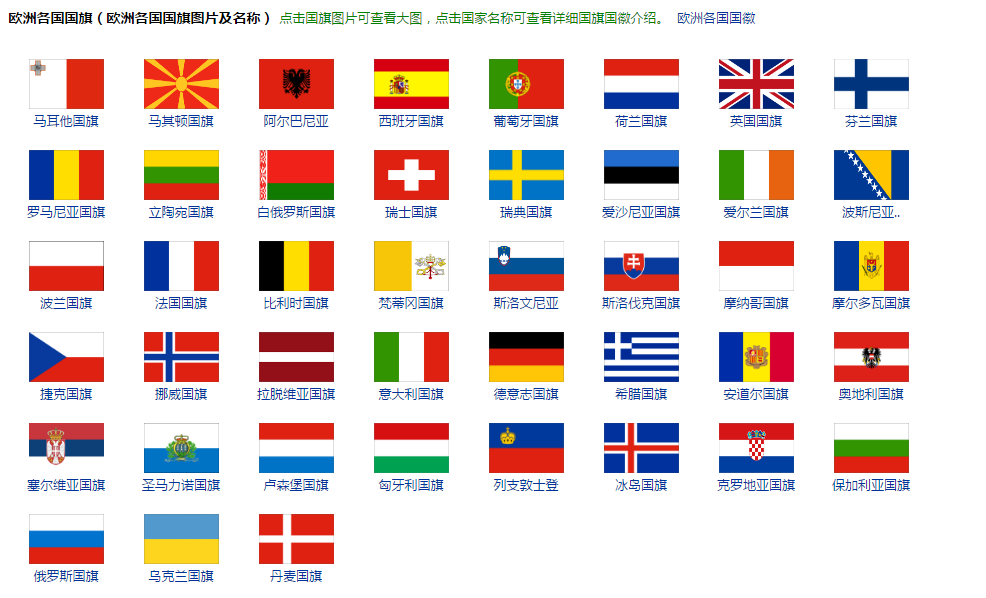 欧洲各国国旗（欧洲各国国旗图片及名称） 点击国旗图片可查看大图，点击国家名称可查看详细国旗国徽介绍。 欧洲各国国徽
马耳他国旗 马其顿国旗 阿尔巴尼亚 西班牙国旗 葡萄牙国旗 荷兰国旗 英国国旗 芬兰国旗
罗马尼亚国旗 立陶宛国旗 白俄罗斯国旗 瑞士国旗 瑞典国旗 爱沙尼亚国旗 爱尔兰国旗 波斯尼亚..
波兰国旗 法国国旗 比利时国旗 梵蒂冈国旗 斯洛文尼亚 斯洛伐克国旗 摩纳哥国旗 摩尔多瓦国旗
捷克国旗 挪威国旗 拉脱维亚国旗 意大利国旗 德意志国旗 希腊国旗 安道尔国旗 奥地利国旗
塞尔维亚国旗 圣马力诺国旗 卢森堡国旗 匈牙利国旗 列支敦士登 冰岛国旗 克罗地亚国旗 保加利亚国旗
俄罗斯国旗 乌克兰国旗 丹麦国旗